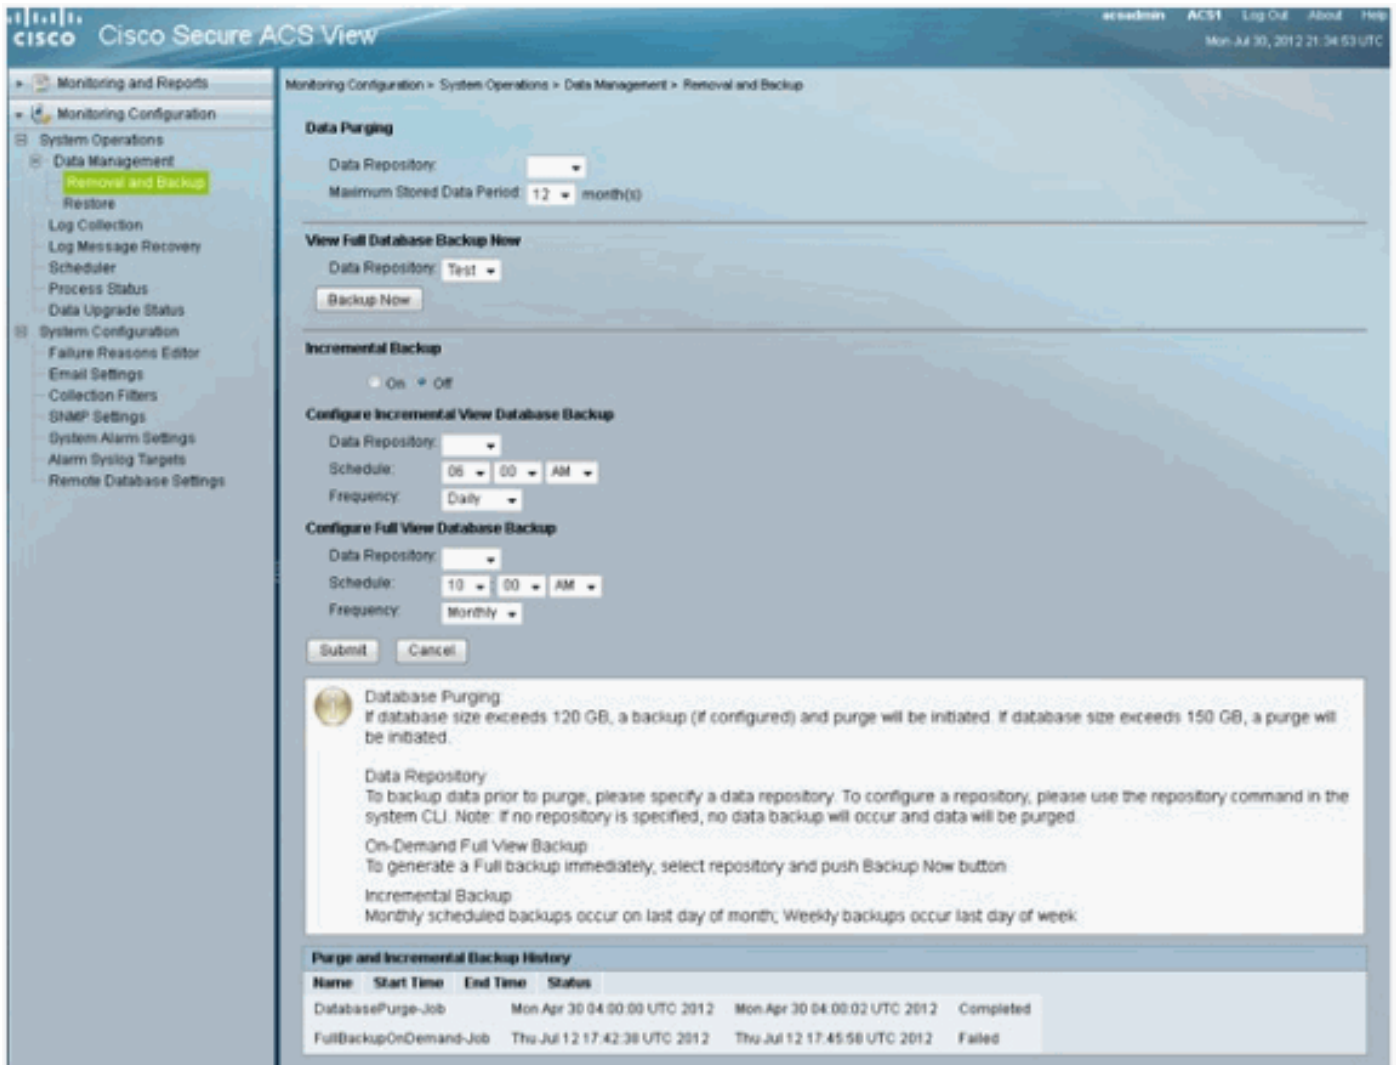 acsadmin ACS1 Log Out About Help
CISCO Cisco Secure ACS View
Mon Jul 30, 2012 21:34:53 UTC
Monitoring and Reports
Monitoring Configuration
System Operations
Data Management
Removal and Backup
Restore
Log Collection
Log Message Recovery
Scheduler
Process Status
Data Upgrade Status
System Configuration
Failure Reasons Editor
Email Settings
Collection Filters
SNMP Settings
System Alarm Settings
Alarm Syslog Targets
Remote Database Settings
Monitoring Configuration > System Operations > Data Management > Removal and Backup
Data Purging
Data Repository:
Maximum Stored Data Period: 12 month(s)
View Full Database Backup Now
Data Repository: Test
Backup Now
Incremental Backup
On Off
Configure Incremental View Database Backup
Data Repository:
Schedule: 06 00 AM
Frequency: Daily
Configure Full View Database Backup
Data Repository:
Schedule: 10 : 00 AM
Frequency: Monthly
Submit Cancel
Database Purging
If database size exceeds 120 GB, a backup (if configured) and purge will be initiated. If database size exceeds 150 GB, a purge will
be initiated.
Data Repository
To backup data prior to purge, please specify a data repository. To configure a repository, please use the repository command in the
system CLI. Note: If no repository is specified, no data backup will occur and data will be purged.
On-Demand Full View Backup
To generate a Full backup immediately, select repository and push Backup Now button
Incremental Backup
Monthly scheduled backups occur on last day of month; Weekly backups occur last day of week
Purge and Incremental Backup History
Name Start Time End Time Status
DatabasePurge-Job Mon Apr 30 04:00:00 UTC 2012 Mon Apr 30 04:00:02 UTC 2012 Completed
FullBackupOnDemand-Job Thu Jul 12 17:42:38 UTC 2012 Thu Jul 12 17:45:58 UTC 2012 Failed